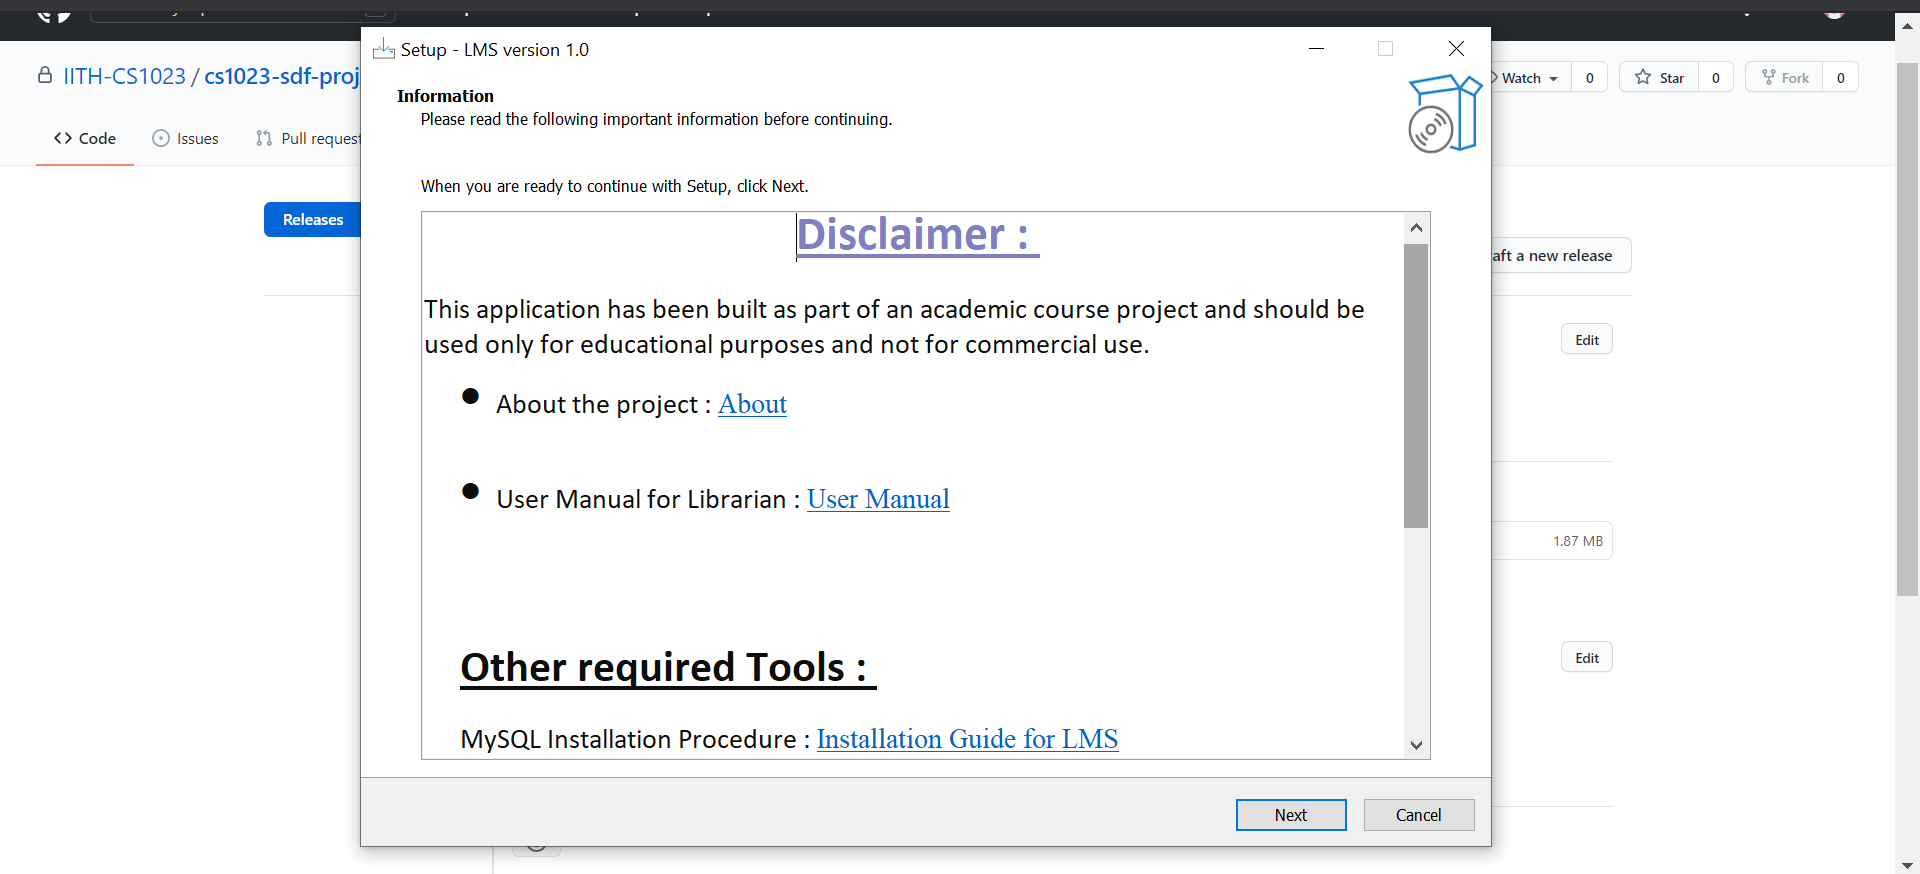 Setup - LMS version 1.0
IITH-CS1023 / cs1023-sdf-proj
Watch 0 Star 0 Fork 0
Information
Please read the following important information before continuing.
Code Issues Pull request
When you are ready to continue with Setup, click Next.
Releases
Disclaimer :
aft a new release
This application has been built as part of an academic course project and should be
used only for educational purposes and not for commercial use.
Edit
• About the project : About
• User Manual for Librarian : User Manual
1.87 MB
Other required Tools :
Edit
MySQL Installation Procedure : Installation Guide for LMS
Next Cancel